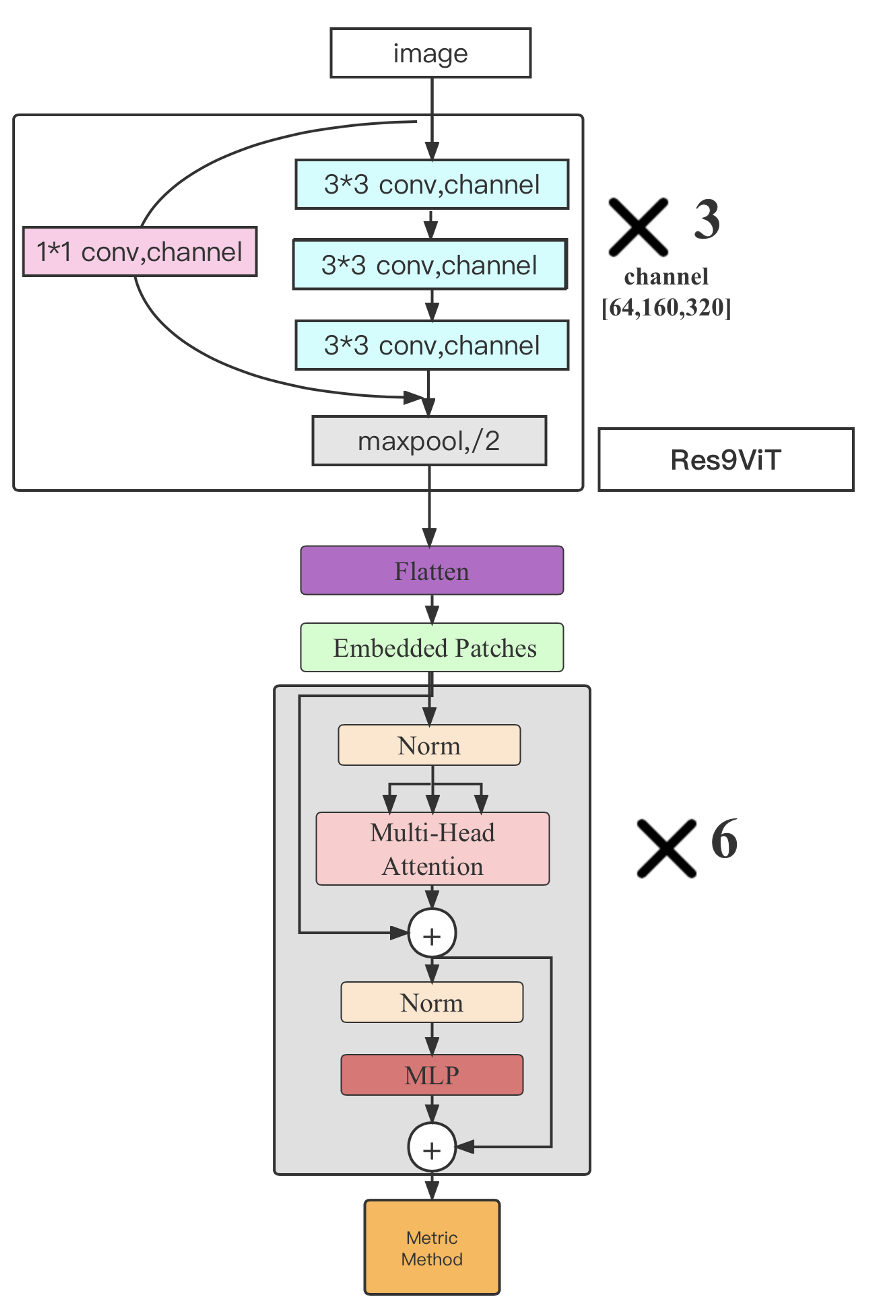 image
3*3 conv,channel
1*1 conv,channel
3*3 conv,channel
3*3 conv,channel
maxpool,/2
3
channel
[64,160,320]
Res9ViT
Flatten
Embedded Patches
Norm
Multi-Head
Attention
+
Norm
MLP
+
6
Metric
Method